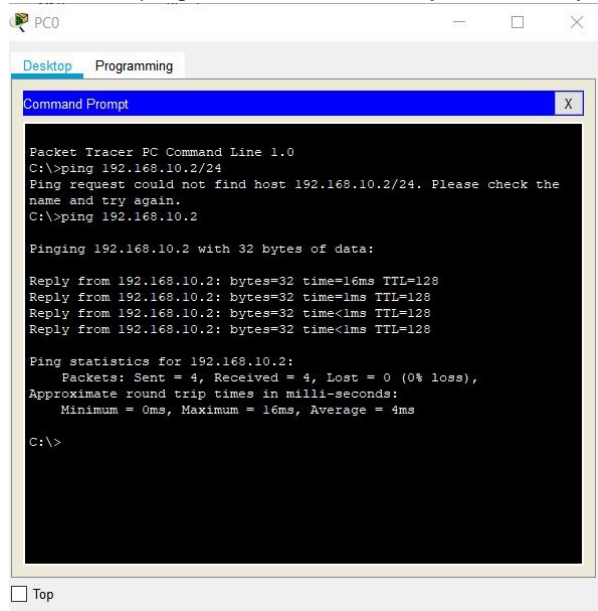 PC0
Desktop Programming
Command Prompt X
Packet Tracer PC Command Line 1.0
C:\>ping 192.168.10.2/24
Ping request could not find host 192.168.10.2/24. Please check the
name and try again.
C:\>ping 192.168.10.2
Pinging 192.168.10.2 with 32 bytes of data:
Reply from 192.168.10.2: bytes=32 time=16ms TTL=128
Reply from 192.168.10.2: bytes=32 time=1ms TTL=128
Reply from 192.168.10.2: bytes=32 time<1ms TTL=128
Reply from 192.168.10.2: bytes=32 time<1ms TTL=128
Ping statistics for 192.168.10.2:
Packets: Sent = 4, Received = 4, Lost = 0 (0% loss),
Approximate round trip times in milli-seconds:
Minimum = 0ms, Maximum = 16ms, Average = 4ms
C:\>
Top